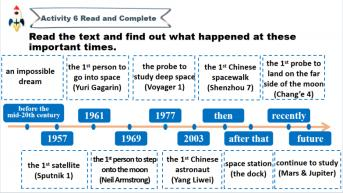 Activity 6 Read and Complete
Read the text and find out what happened at these
important times.
an impossible
dream
the 1st person to
go into space
(Yuri Gagarin)
the probe to
study deep space
(Voyager 1)
the 1st Chinese
spacewalk
(Shenzhou 7)
the 1st probe to
land on the far
side of the moon
(Chang'e 4)
before the
mid-20th century
1961
1977
then
recently
1957
1969
2003
after that
future
the 1st satellite
(Sputnik 1)
the 1st person to step
onto the moon
(Neil Armstrong)
the 1st Chinese
astronaut
(Yang Liwei)
space station
(the dock)
continue to study
(Mars & Jupiter)